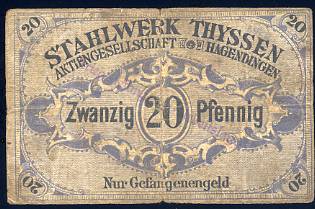 20 20
STAHLWERK THYSSEN
AKTIENGESELLSCHAFT HAGENDINGEN
Zwanzig 20 Pfennig
Nur Gefangenengeld
20 20